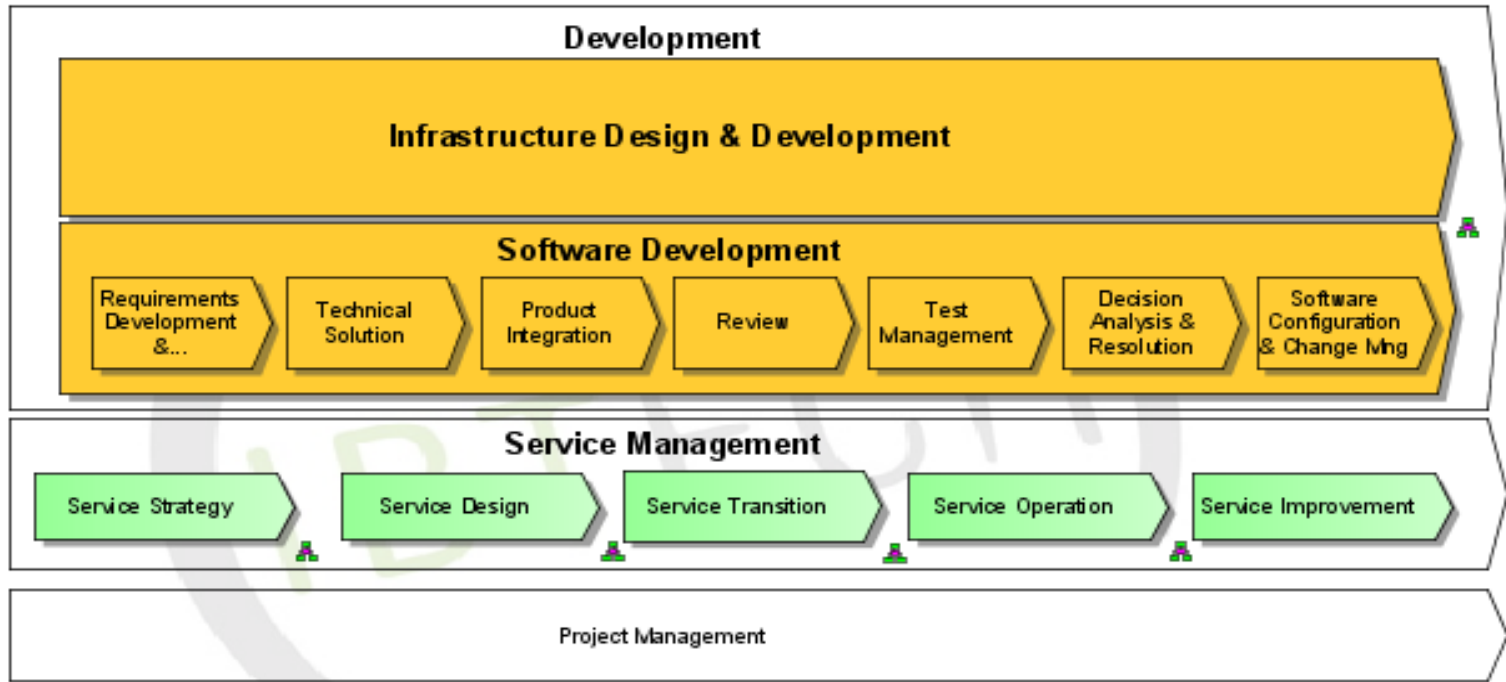 Development
Infrastructure Design & Development
Software Development
Requirements
Development
&...
Technical
Solution
Product
Integration
Review
Test
Management
Decision
Analysis &
Resolution
Software
Configuration
& Change Mng
Service Management
Service Strategy
Service Design
Service Transition
Service Operation
Service Improvement
Project Management
IBTECH